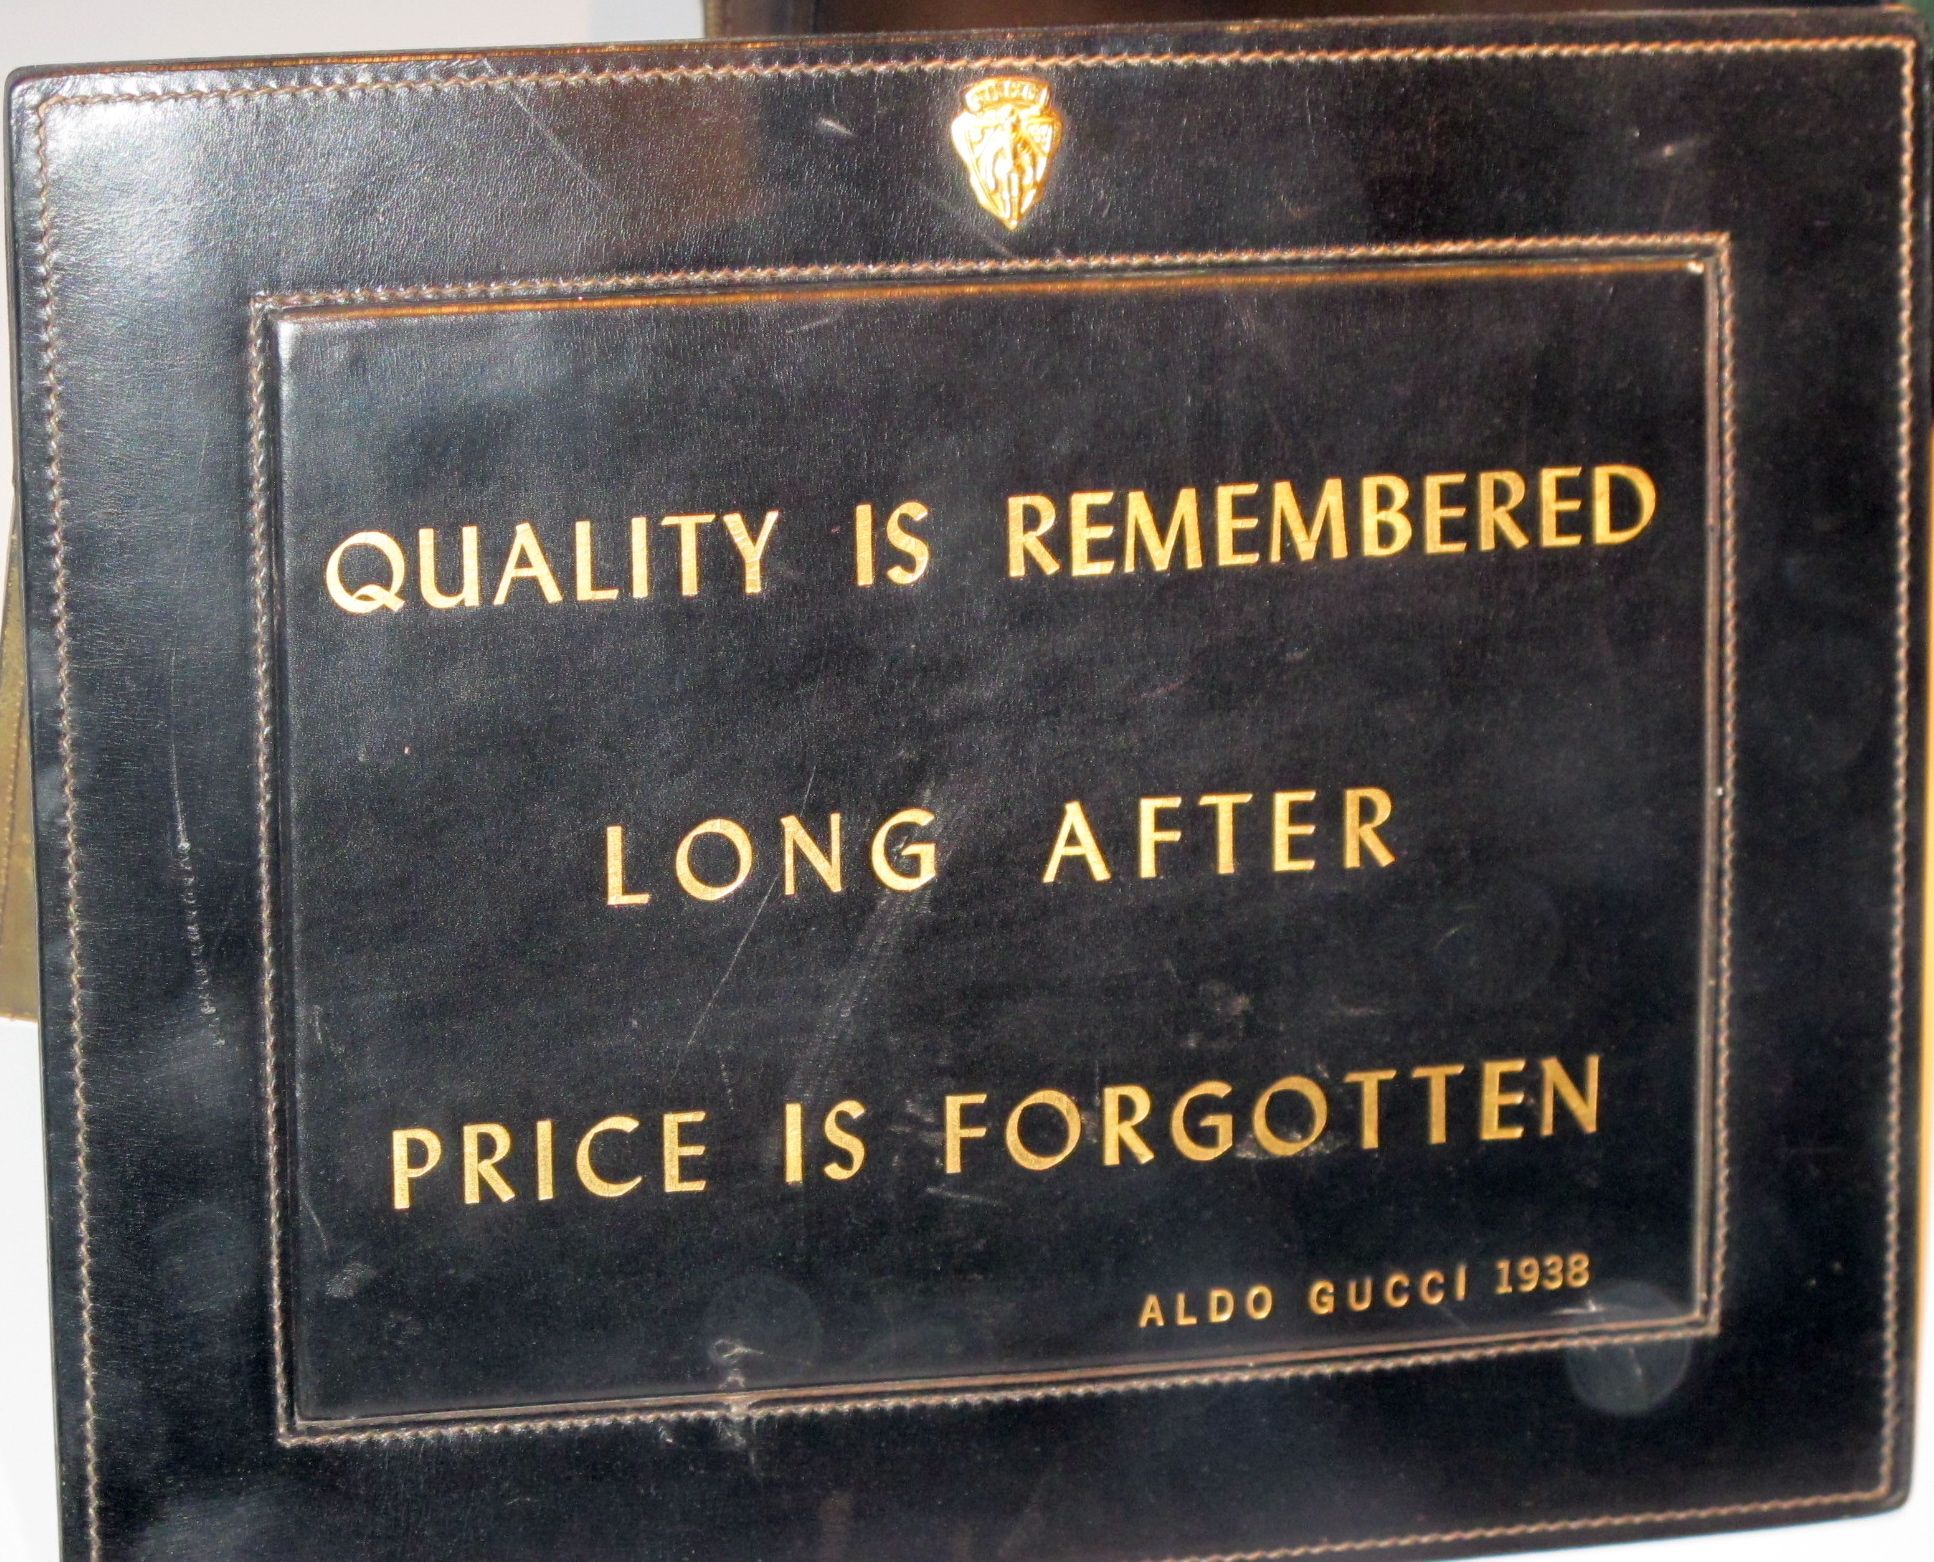 QUALITY IS REMEMBERED
LONG AFTER
PRICE IS FORGOTTEN
ALDO GUCCI 1938